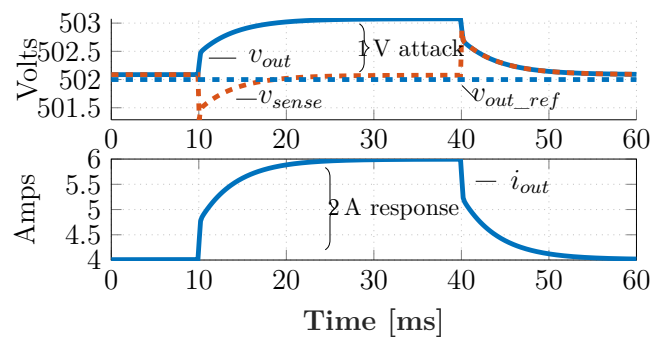 503
502.5
502
501.5
Volts
v_out
1 V attack
v_sense
v_out_ref
0 10 20 30 40 50 60
6
5.5
5
4.5
4
Amps
i_out
2 A response
0 10 20 30 40 50 60
Time [ms]